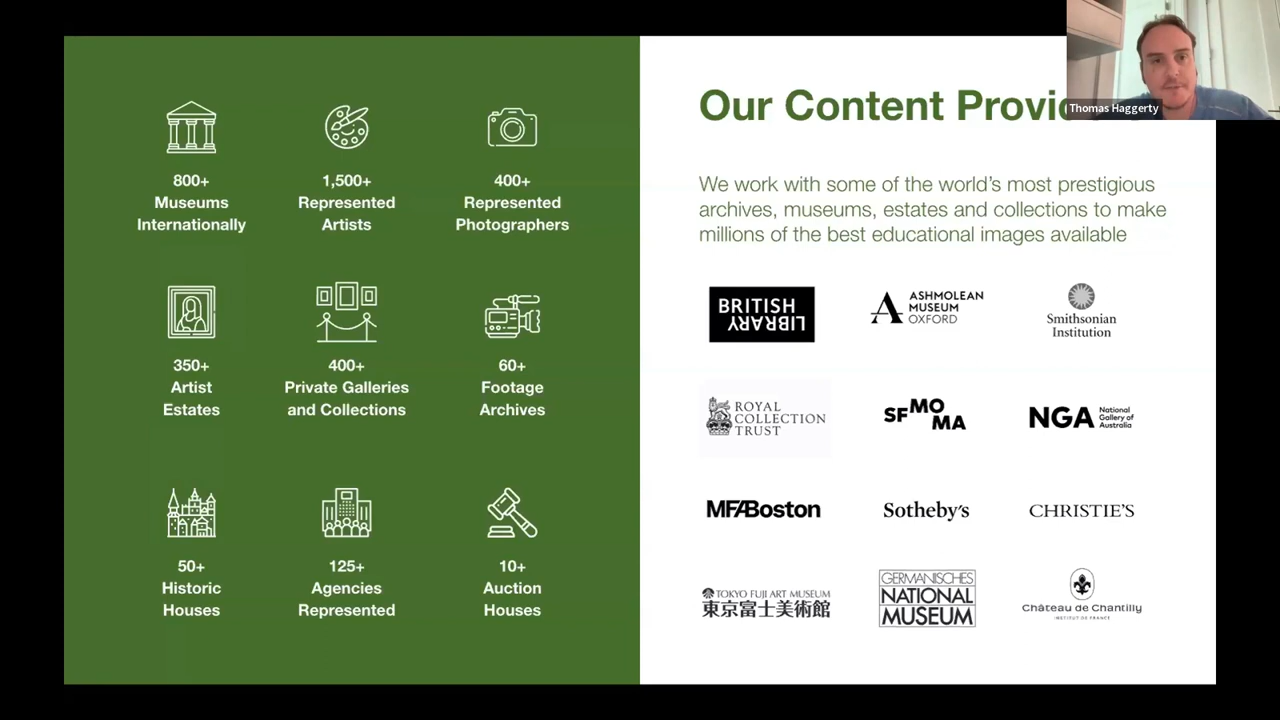 800+
Museums
Internationally
1,500+
Represented
Artists
400+
Represented
Photographers
350+
Artist
Estates
400+
Private Galleries
and Collections
60+
Footage
Archives
50+
Historic
Houses
125+
Agencies
Represented
10+
Auction
Houses
Thomas Haggerty
Our Content
We work with some of the world's most prestigious
archives, museums, estates and collections to make
millions of the best educational images available
BRITISH
LIBRARY
ASHMOLEAN
MUSEUM
OXFORD
Smithsonian
Institution
ROYAL
COLLECTION
TRUST
SFMOMA
NGA
National
Gallery of
Australia
MFABoston
Sotheby's
CHRISTIE'S
TOKYO FUJI ART MUSEUM
東京富士美術館
GERMANISCHES
NATIONAL
MUSEUM
Château de Chantilly
INSTITUT DE FRANCE